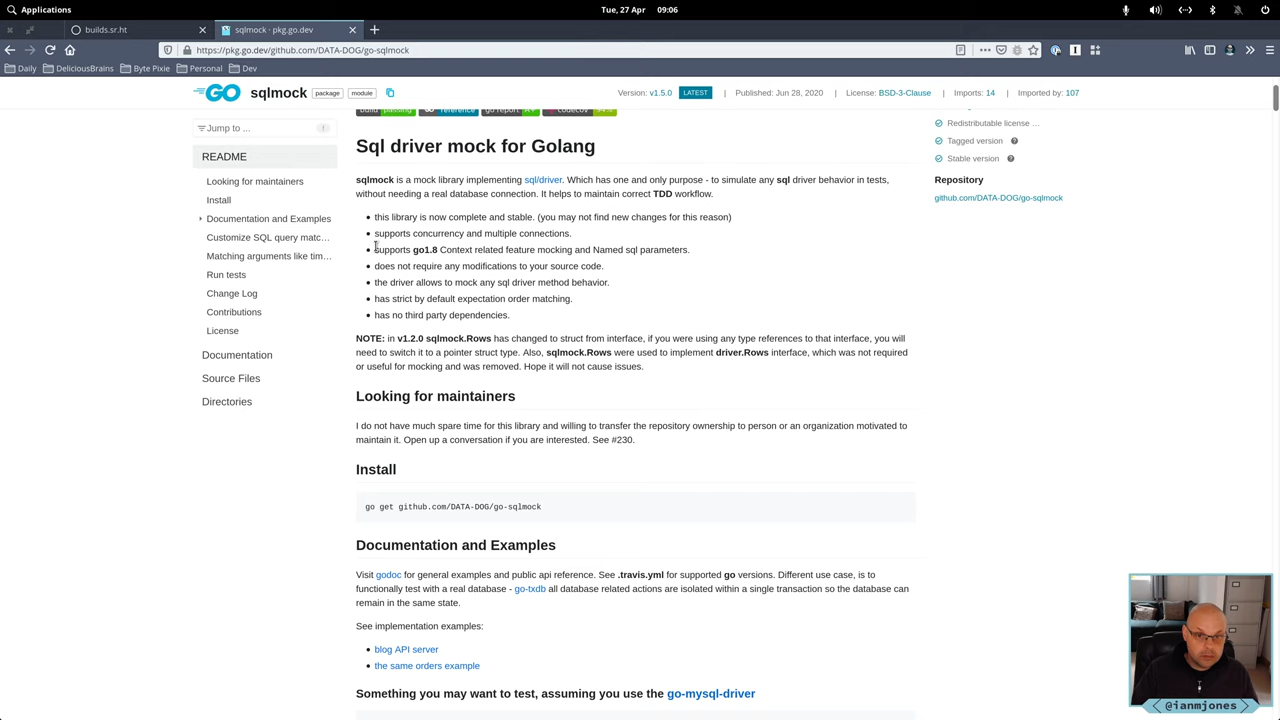 Applications
Tue, 27 Apr 09:06
builds.sr.ht
sqlmock · pkg.go.dev
https://pkg.go.dev/github.com/DATA-DOG/go-sqlmock
Daily
DeliciousBrains
Byte Pixie
Personal
Dev
GO
sqlmock
package
module
Version: v1.5.0
LATEST
| Published: Jun 28, 2020
| License: BSD-3-Clause
| Imports: 14
| Imported by: 107
Jump to ...
README
Looking for maintainers
Install
Documentation and Examples
Customize SQL query matc...
Matching arguments like tim...
Run tests
Change Log
Contributions
License
Documentation
Source Files
Directories
build passing
reference
go report A+
Sql driver mock for Golang
sqlmock is a mock library implementing sql/driver. Which has one and only purpose - to simulate any sql driver behavior in tests,
without needing a real database connection. It helps to maintain correct TDD workflow.
• this library is now complete and stable. (you may not find new changes for this reason)
• supports concurrency and multiple connections.
• supports go1.8 Context related feature mocking and Named sql parameters.
• does not require any modifications to your source code.
• the driver allows to mock any sql driver method behavior.
• has strict by default expectation order matching.
• has no third party dependencies.
NOTE: in v1.2.0 sqlmock.Rows has changed to struct from interface, if you were using any type references to that interface, you will
need to switch it to a pointer struct type. Also, sqlmock.Rows were used to implement driver.Rows interface, which was not required
or useful for mocking and was removed. Hope it will not cause issues.
Looking for maintainers
I do not have much spare time for this library and willing to transfer the repository ownership to person or an organization motivated to
maintain it. Open up a conversation if you are interested. See #230.
Install
go get github.com/DATA-DOG/go-sqlmock
Documentation and Examples
Visit godoc for general examples and public api reference. See .travis.yml for supported go versions. Different use case, is to
functionally test with a real database - go-txdb all database related actions are isolated within a single transaction so the database can
remain in the same state.
See implementation examples:
• blog API server
• the same orders example
Something you may want to test, assuming you use the go-mysql-driver
Redistributable license ...
Tagged version
Stable version
Repository
github.com/DATA-DOG/go-sqlmock
@ianmjones